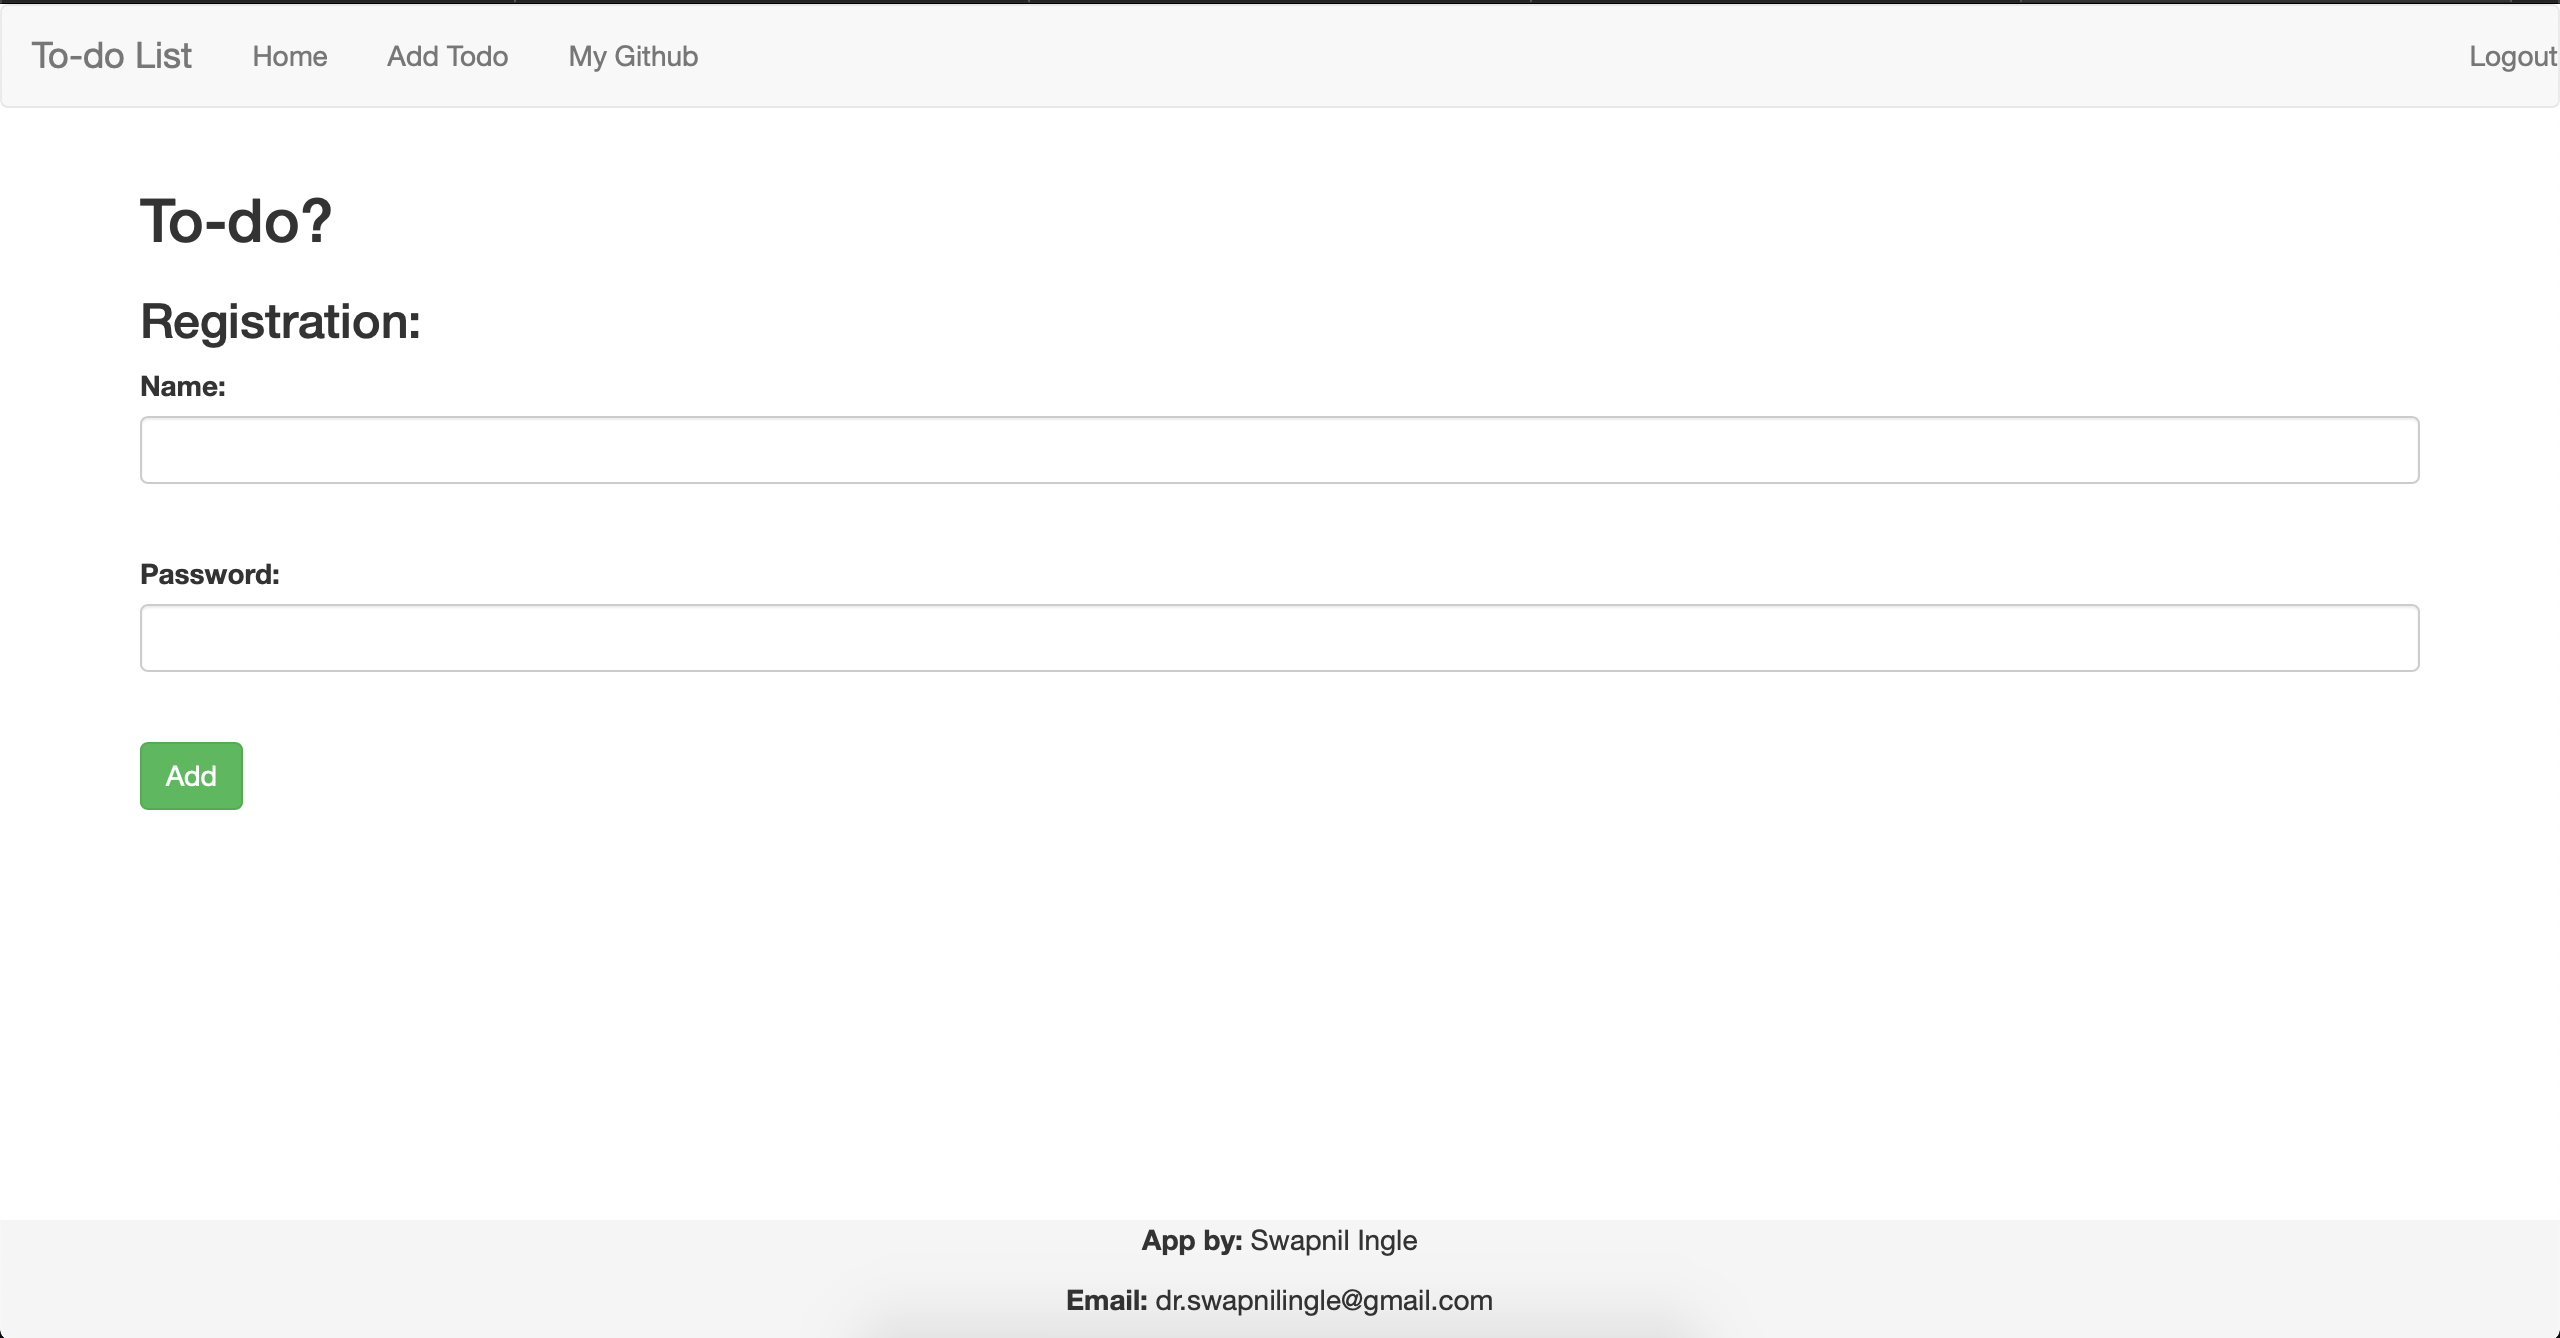 To-do List Home Add Todo My Github Logout
To-do?
Registration:
Name:
Password:
Add
App by: Swapnil Ingle
Email: dr.swapnilingle@gmail.com